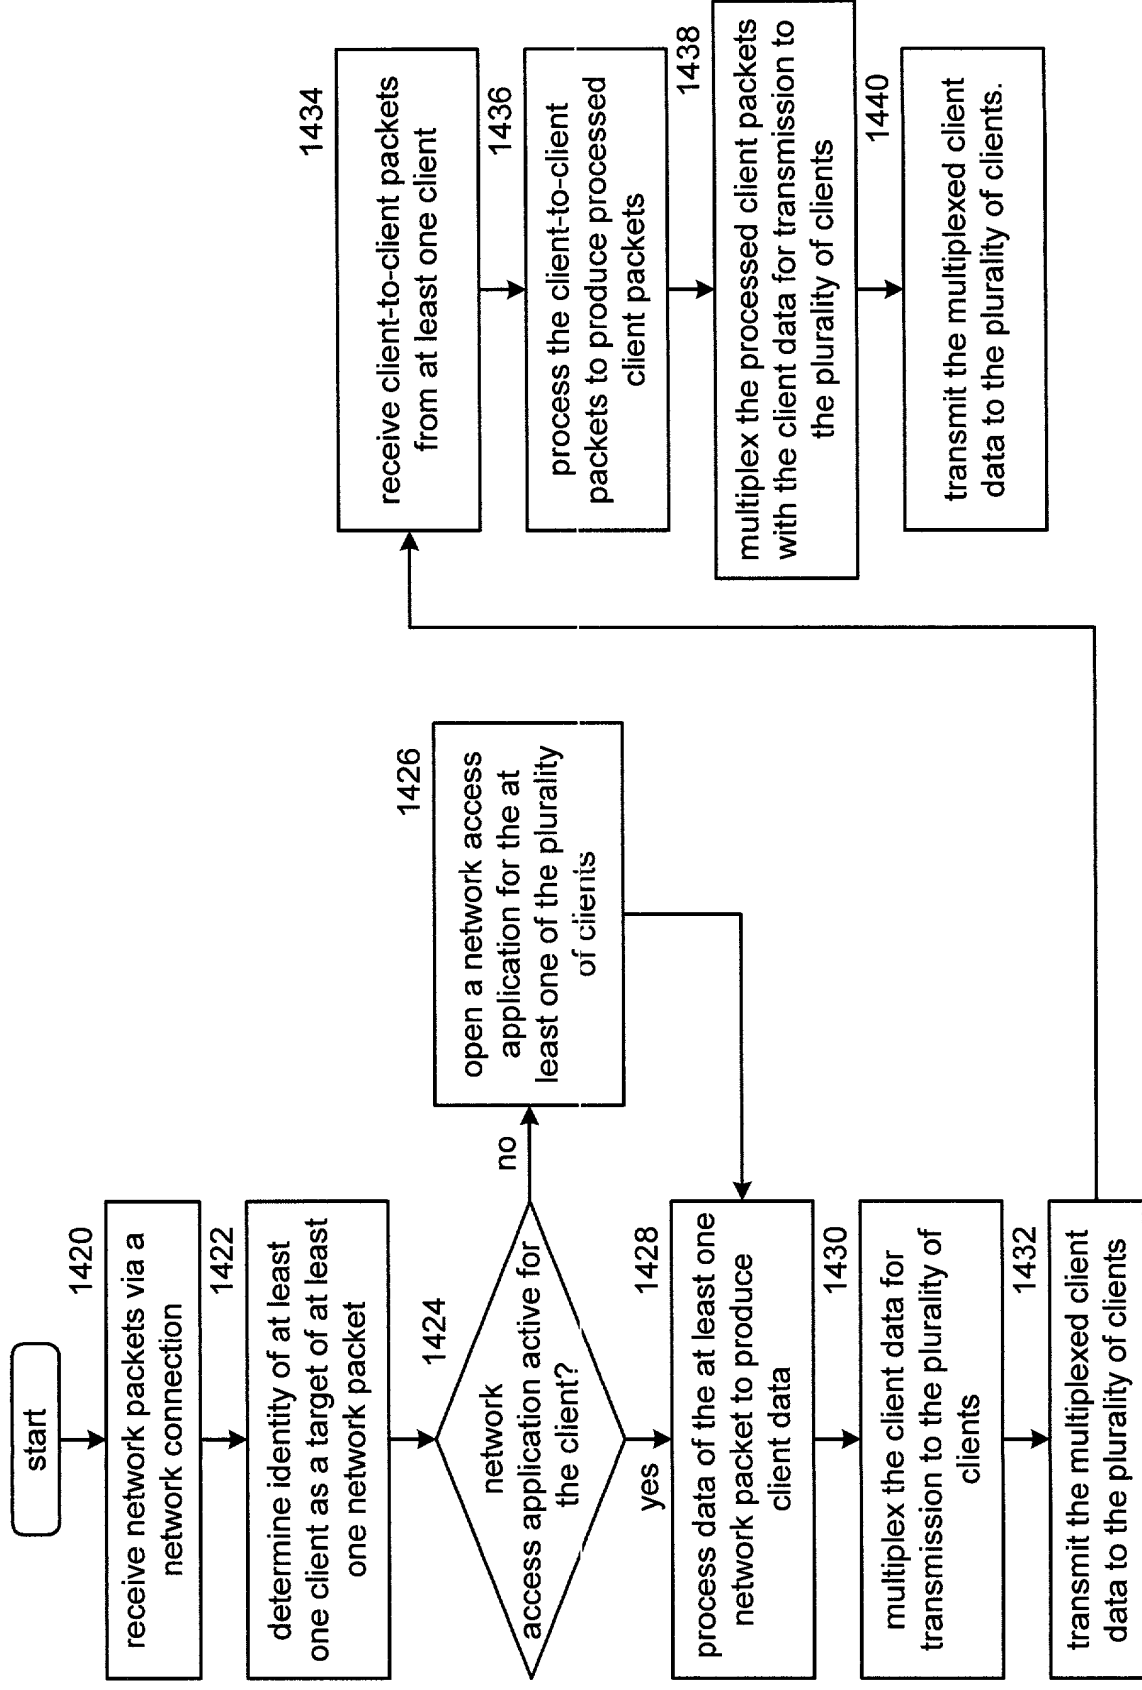 start
1420
receive network packets via a
network connection
1422
determine identity of at least
one client as a target of at least
one network packet
1424
network
access application active for
the client?
no
yes
1426
open a network access
application for the at
least one of the plurality
of clients
1428
process data of the at least one
network packet to produce
client data
1430
multiplex the client data for
transmission to the plurality of
clients
1432
transmit the multiplexed client
data to the plurality of clients
1434
receive client-to-client packets
from at least one client
1436
process the client-to-client
packets to produce processed
client packets
1438
multiplex the processed client packets
with the client data for transmission to
the plurality of clients
1440
transmit the multiplexed client
data to the plurality of clients.